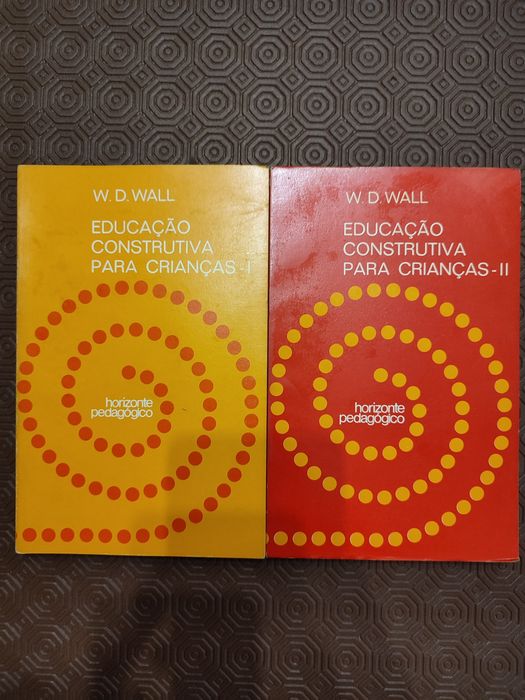 W. D. WALL
EDUCAÇÃO
CONSTRUTIVA
PARA CRIANÇAS-I
horizonte
pedagógico
W. D. WALL
EDUCAÇÃO
CONSTRUTIVA
PARA CRIANÇAS-II
horizonte
pedagógico